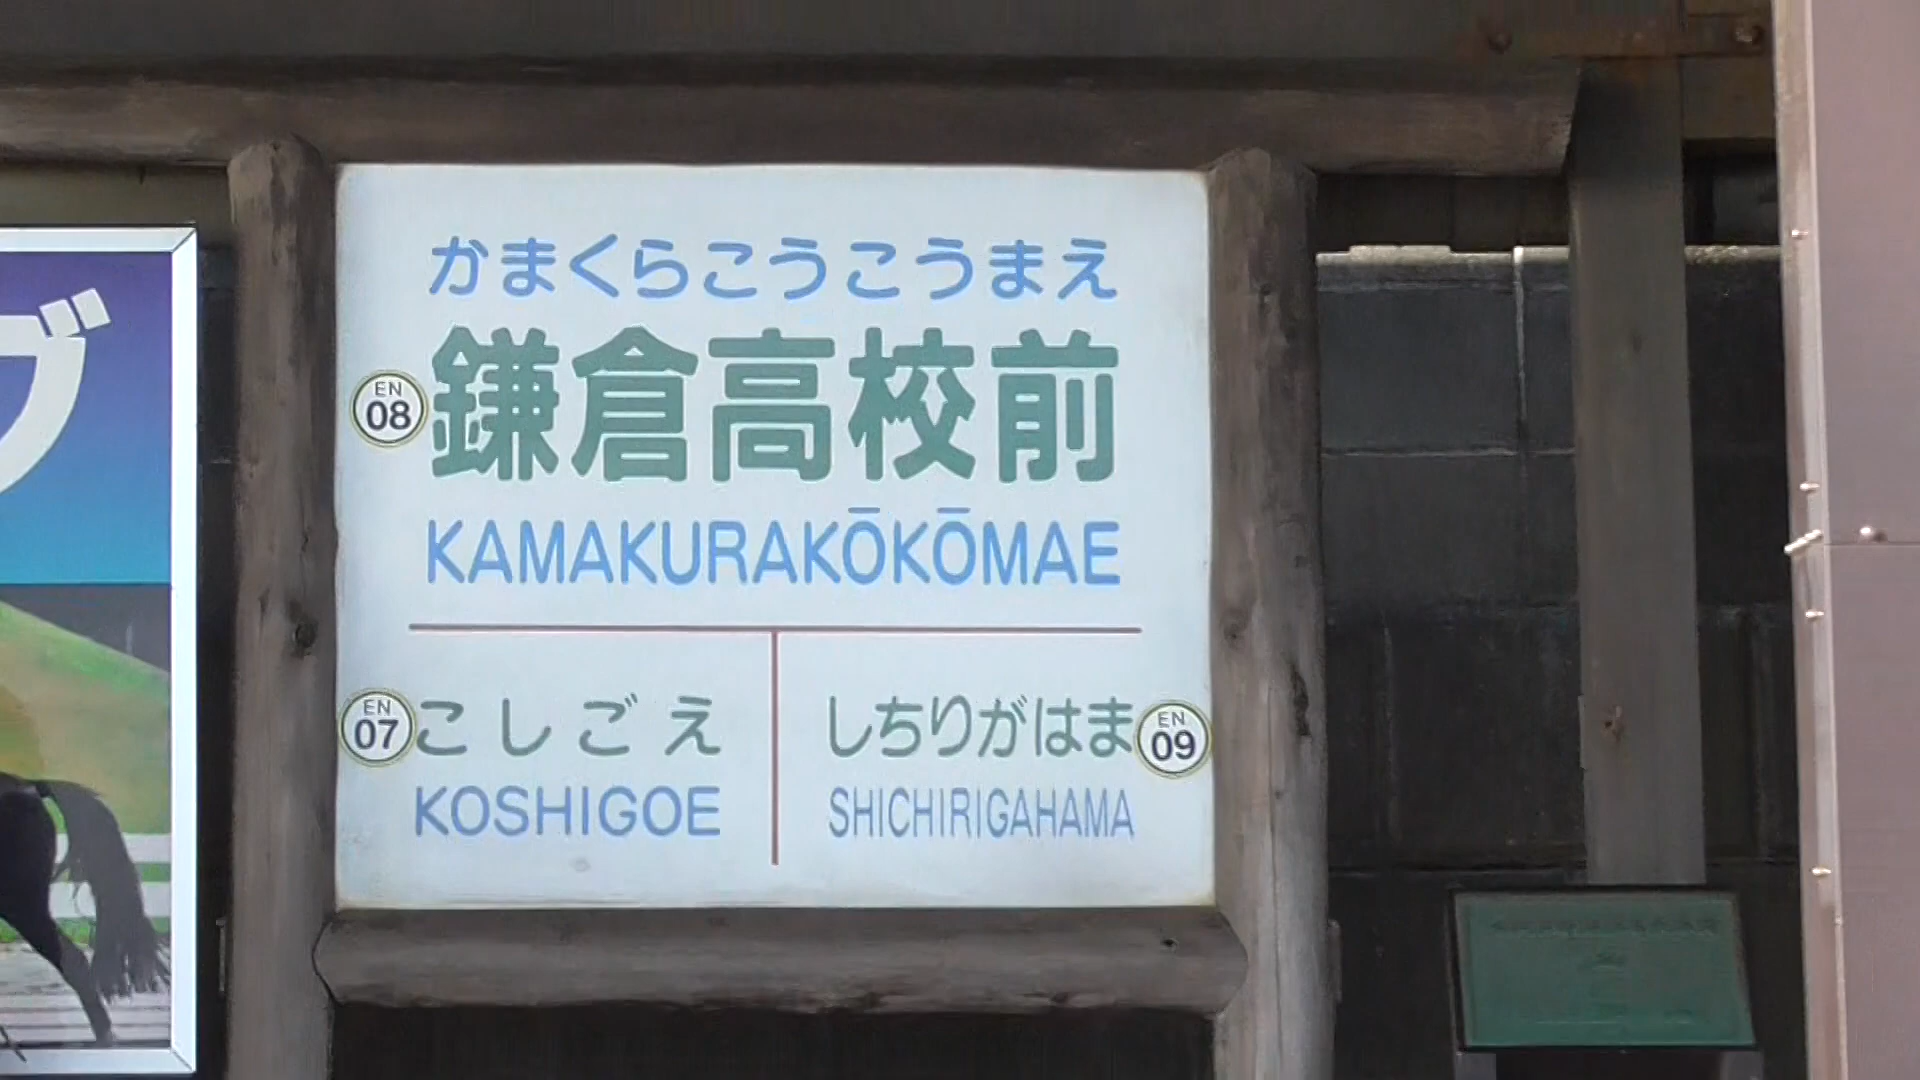 かまくらこうこうまえ
EN
08
鎌倉高校前
KAMAKURAKŌKŌMAE
EN
07
こしごえ
KOSHIGOE
しちりがはま
EN
09
SHICHIRIGAHAMA